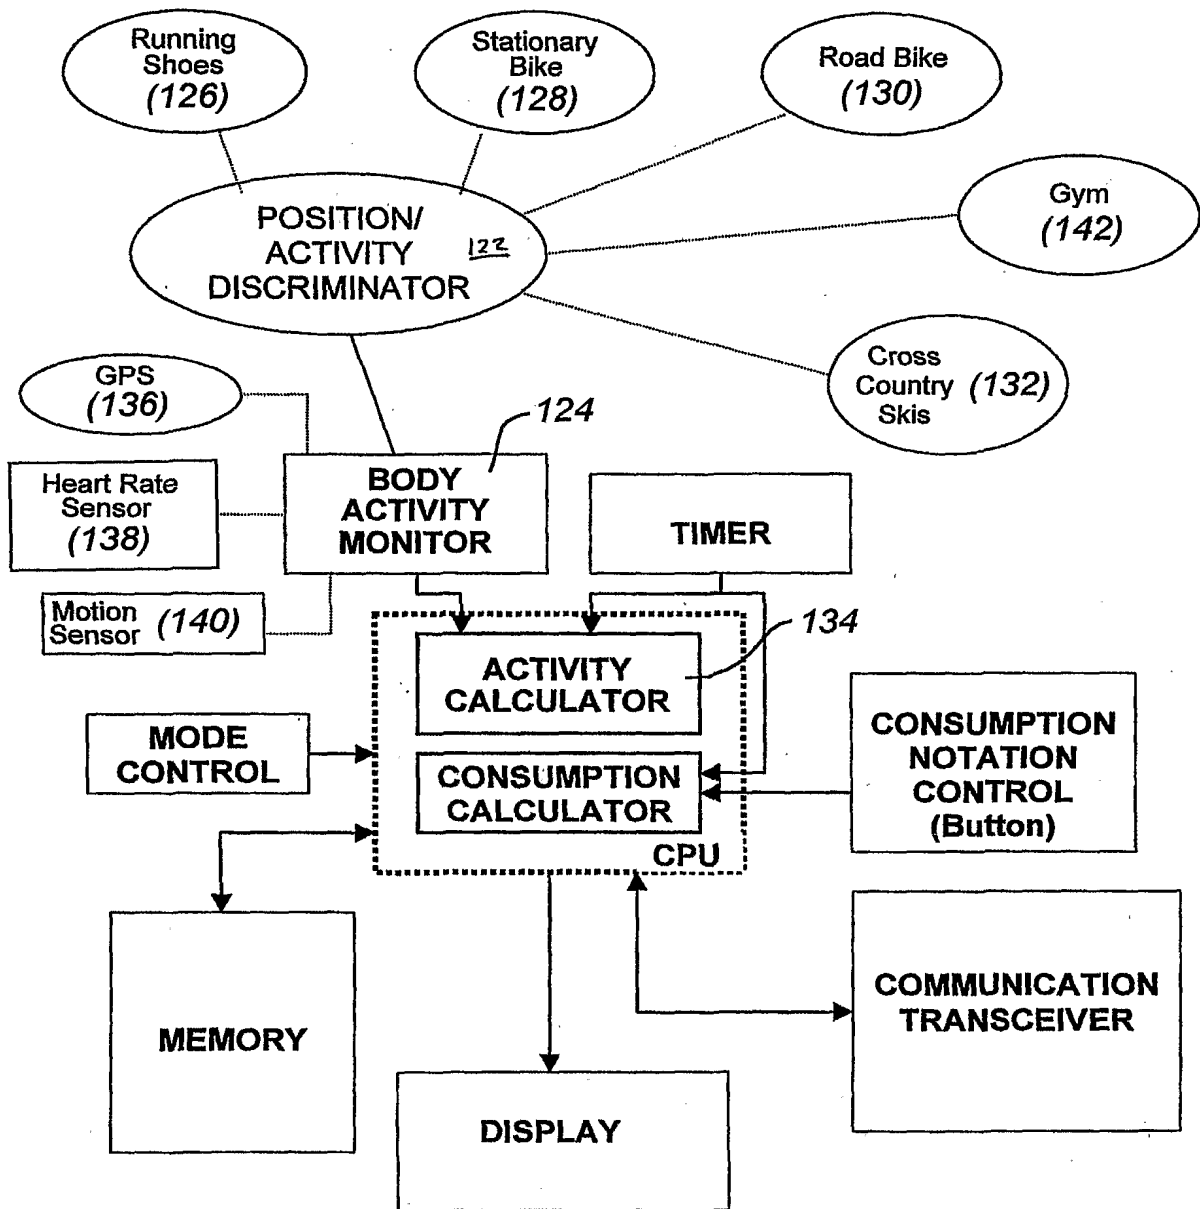 Running
Shoes
(126)
Stationary
Bike
(128)
Road Bike
(130)
Gym
(142)
POSITION/
ACTIVITY
DISCRIMINATOR
122
Cross
Country
Skis
(132)
GPS
(136)
124
Heart Rate
Sensor
(138)
BODY
ACTIVITY
MONITOR
TIMER
Motion
Sensor
(140)
134
ACTIVITY
CALCULATOR
MODE
CONTROL
CONSUMPTION
CALCULATOR
CPU
CONSUMPTION
NOTATION
CONTROL
(Button)
MEMORY
COMMUNICATION
TRANSCEIVER
DISPLAY